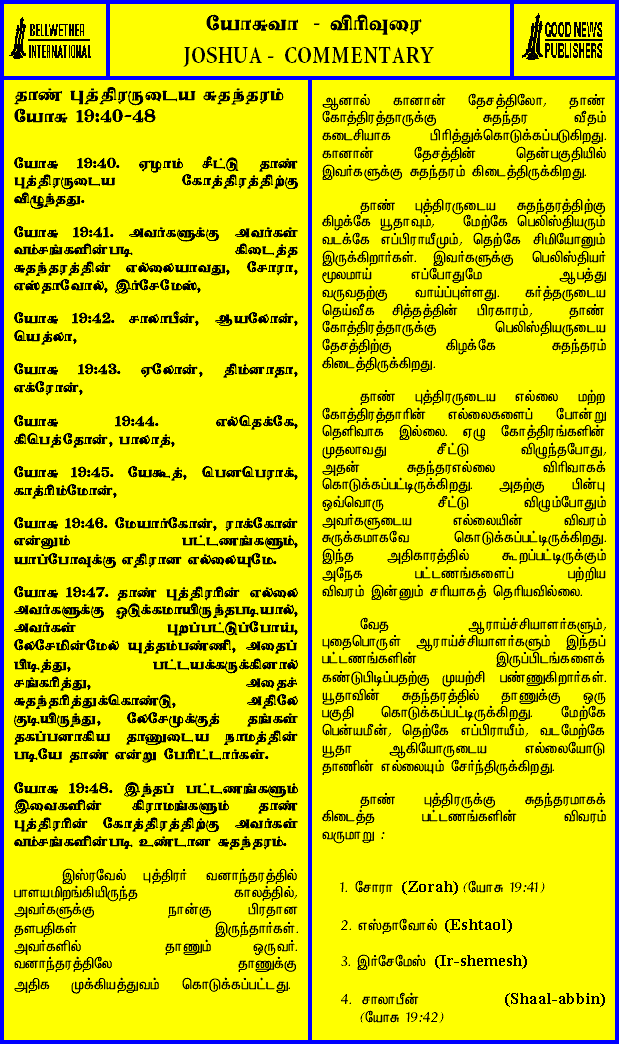 BELLWETHER
INTERNATIONAL
யோசுவா - விரிவுரை
JOSHUA - COMMENTARY
GOOD NEWS
PUBLISHERS
தாண் புத்திரருடைய சுதந்தரம்
யோசு 19:40-48
யோசு 19:40. ஏழாம் சீட்டு தாண்
புத்திரருடைய கோத்திரத்திற்கு
விழுந்தது.
யோசு 19:41. அவர்களுக்கு அவர்கள்
வம்சங்களின்படி கிடைத்த
சுதந்தரத்தின் எல்லையாவது, சோரா,
எஸ்தாவோல், இர்சேமேஸ்,
யோசு 19:42. சாலாபீன், ஆயலோன்,
யெத்லா,
யோசு 19:43. ஏலோன், திம்னாதா,
எக்ரோன்,
யோசு 19:44. எல்தெக்கே,
கிபெத்தோன், பாலாத்,
யோசு 19:45. யேகூத், பெனபெராக்,
காத்ரிம்மோன்,
யோசு 19:46. மேயார்கோன், ராக்கோன்
என்னும் பட்டணங்களும்,
யாப்போவுக்கு எதிரான எல்லையுமே.
யோசு 19:47. தாண் புத்திரரின் எல்லை
அவர்களுக்கு ஒடுக்கமாயிருந்தபடியால்,
அவர்கள் புறப்பட்டுப்போய்,
லேசேமின்மேல் யுத்தம்பண்ணி, அதைப்
பிடித்து, பட்டயக்கருக்கினால்
சங்கரித்து, அதைச்
சுதந்தரித்துக்கொண்டு, அதிலே
குடியிருந்து, லேசேமுக்குத் தங்கள்
தகப்பனாகிய தாணுடைய நாமத்தின்
படியே தாண் என்று பேரிட்டார்கள்.
யோசு 19:48. இந்தப் பட்டணங்களும்
இவைகளின் கிராமங்களும் தாண்
புத்திரரின் கோத்திரத்திற்கு அவர்கள்
வம்சங்களின்படி உண்டான சுதந்தரம்.
இஸ்ரவேல் புத்திரர் வனாந்தரத்தில்
பாளயமிறங்கியிருந்த காலத்தில்,
அவர்களுக்கு நான்கு பிரதான
தளபதிகள் இருந்தார்கள்.
அவர்களில் தாணும் ஒருவர்.
வனாந்தரத்திலே தாணுக்கு
அதிக முக்கியத்துவம் கொடுக்கப்பட்டது.
ஆனால் கானான் தேசத்திலோ, தாண்
கோத்திரத்தாருக்கு சுதந்தர வீதம்
கடைசியாக பிரித்துக்கொடுக்கப்படுகிறது.
கானான் தேசத்தின் தென்பகுதியில்
இவர்களுக்கு சுதந்தரம் கிடைத்திருக்கிறது.
தாண் புத்திரருடைய சுதந்தரத்திற்கு
கிழக்கே யூதாவும், மேற்கே பெலிஸ்தியரும்
வடக்கே எப்பிராயீமும், தெற்கே சிமியோனும்
இருக்கிறார்கள். இவர்களுக்கு பெலிஸ்தியர்
மூலமாய் எப்போதுமே ஆபத்து
வருவதற்கு வாய்ப்புள்ளது. கர்த்தருடைய
தெய்வீக சித்தத்தின் பிரகாரம், தாண்
கோத்திரத்தாருக்கு பெலிஸ்தியருடைய
தேசத்திற்கு கிழக்கே சுதந்தரம்
கிடைத்திருக்கிறது.
தாண் புத்திரருடைய எல்லை மற்ற
கோத்திரத்தாரின் எல்லைகளைப் போன்று
தெளிவாக இல்லை. ஏழு கோத்திரங்களின்
முதலாவது சீட்டு விழுந்தபோது,
அதன் சுதந்தரஎல்லை விரிவாகக்
கொடுக்கப்பட்டிருக்கிறது. அதற்கு பின்பு
ஒவ்வொரு சீட்டு விழும்போதும்
அவர்களுடைய எல்லையின் விவரம்
சுருக்கமாகவே கொடுக்கப்பட்டிருக்கிறது.
இந்த அதிகாரத்தில் கூறப்பட்டிருக்கும்
அநேக பட்டணங்களைப் பற்றிய
விவரம் இன்னும் சரியாகத் தெரியவில்லை.
வேத ஆராய்ச்சியாளர்களும்,
புதைபொருள் ஆராய்ச்சியாளர்களும் இந்தப்
பட்டணங்களின் இருப்பிடங்களைக்
கண்டுபிடிப்பதற்கு முயற்சி பண்ணுகிறார்கள்.
யூதாவின் சுதந்தரத்தில் தாணுக்கு ஒரு
பகுதி கொடுக்கப்பட்டிருக்கிறது. மேற்கே
பென்யமீன், தெற்கே எப்பிராயீம், வடமேற்கே
யூதா ஆகியோருடைய எல்லையோடு
தாணின் எல்லையும் சேர்ந்திருக்கிறது.
தாண் புத்திரருக்கு சுதந்தரமாகக்
கிடைத்த பட்டணங்களின் விவரம்
வருமாறு :
1. சோரா (Zorah) (யோசு 19:41)
2. எஸ்தாவோல் (Eshtaol)
3. இர்சேமேஸ் (Ir-shemesh)
4. சாலாபீன் (Shaal-abbin)
(யோசு 19:42)